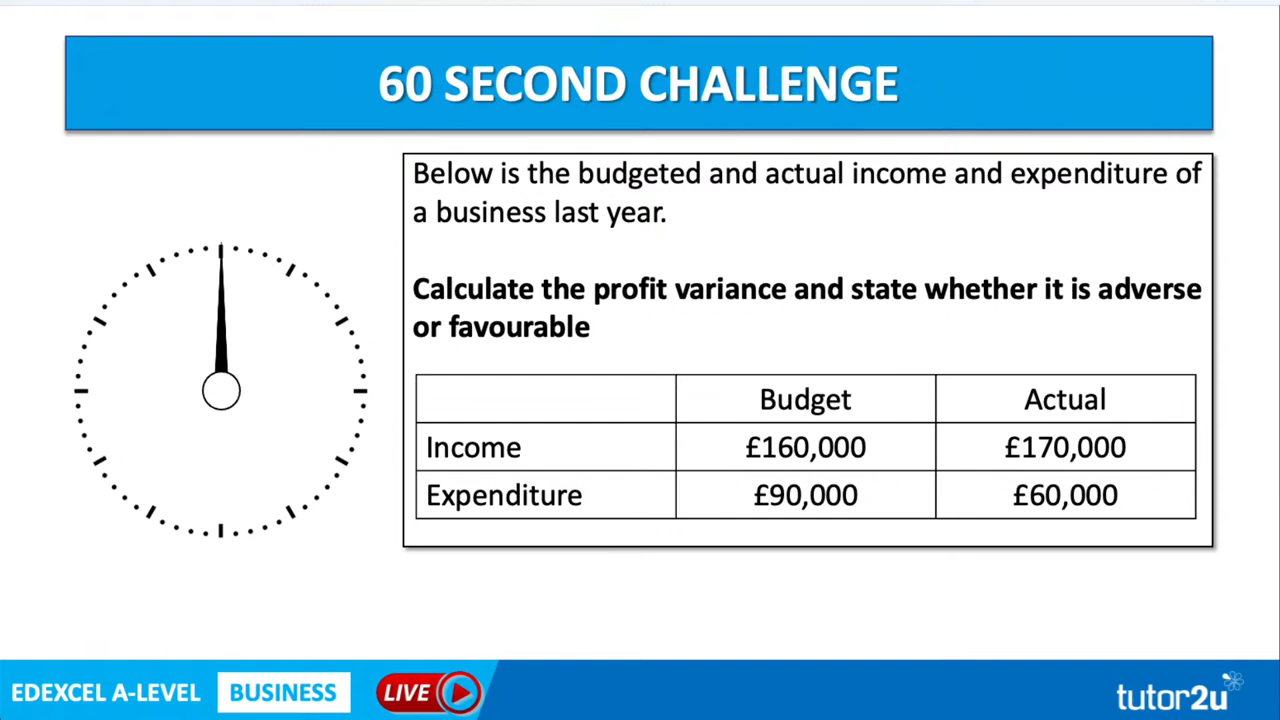 60 SECOND CHALLENGE
Below is the budgeted and actual income and expenditure of
a business last year.
Calculate the profit variance and state whether it is adverse
or favourable
Budget Actual
Income £160,000 £170,000
Expenditure £90,000 £60,000
EDEXCEL A-LEVEL BUSINESS LIVE tutor2u